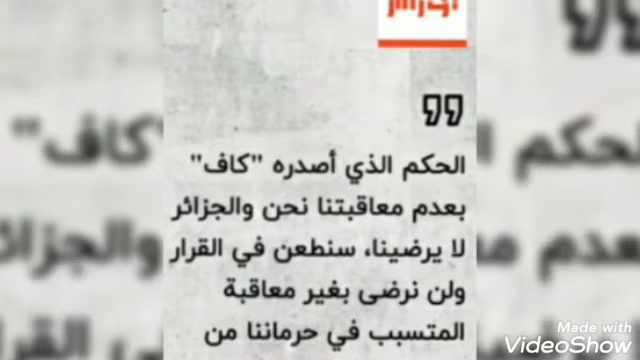 الحكم الذي أصدره "كاف"
بعدم معاقبتنا نحن والجزائر
لا يرضينا، سنطعن في القرار
ولن نرضى بغير معاقبة
المتسبب في حرماننا من
Made with
VideoShow